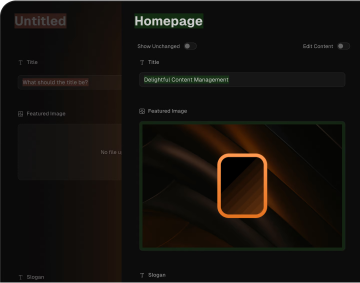 Untitled
Homepage
Show Unchanged
Edit Content
Title
What should the title be?
Title
Delightful Content Management
Featured Image
No file u
Featured Image
Slogan
Slogan